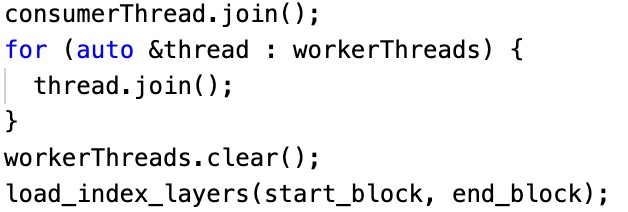 consumerThread.join();
for (auto &thread : workerThreads) {
  thread.join();
}
workerThreads.clear();
load_index_layers(start_block, end_block);